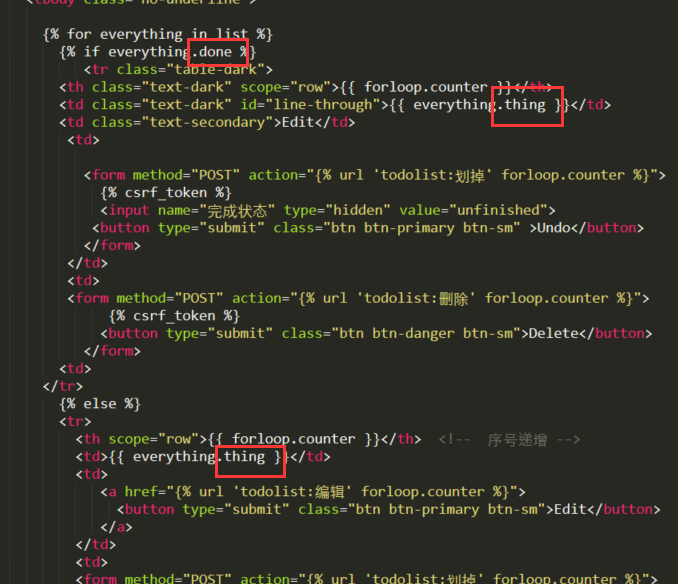 <tbody class="no-underline">
{% for everything in list %}
{% if everything.done %}
<tr class="table-dark">
<th class="text-dark" scope="row">{{ forloop.counter }}</th>
<td class="text-dark" id="line-through">{{ everything.thing }}</td>
<td class="text-secondary">Edit</td>
<td>
<form method="POST" action="{% url 'todolist:划掉' forloop.counter %}">
{% csrf_token %}
<input name="完成状态" type="hidden" value="unfinished">
<button type="submit" class="btn btn-primary btn-sm" >Undo</button>
</form>
</td>
<td>
<form method="POST" action="{% url 'todolist:删除' forloop.counter %}">
{% csrf_token %}
<button type="submit" class="btn btn-danger btn-sm">Delete</button>
</form>
<td>
</tr>
{% else %}
<tr>
<th scope="row">{{ forloop.counter }}</th> <!-- 序号递增 -->
<td>{{ everything.thing }}</td>
<td>
<a href="{% url 'todolist:编辑' forloop.counter %}">
<button type="submit" class="btn btn-primary btn-sm">Edit</button>
</a>
</td>
<td>
<form method="POST" action="{% url 'todolist:划掉' forloop.counter %}">